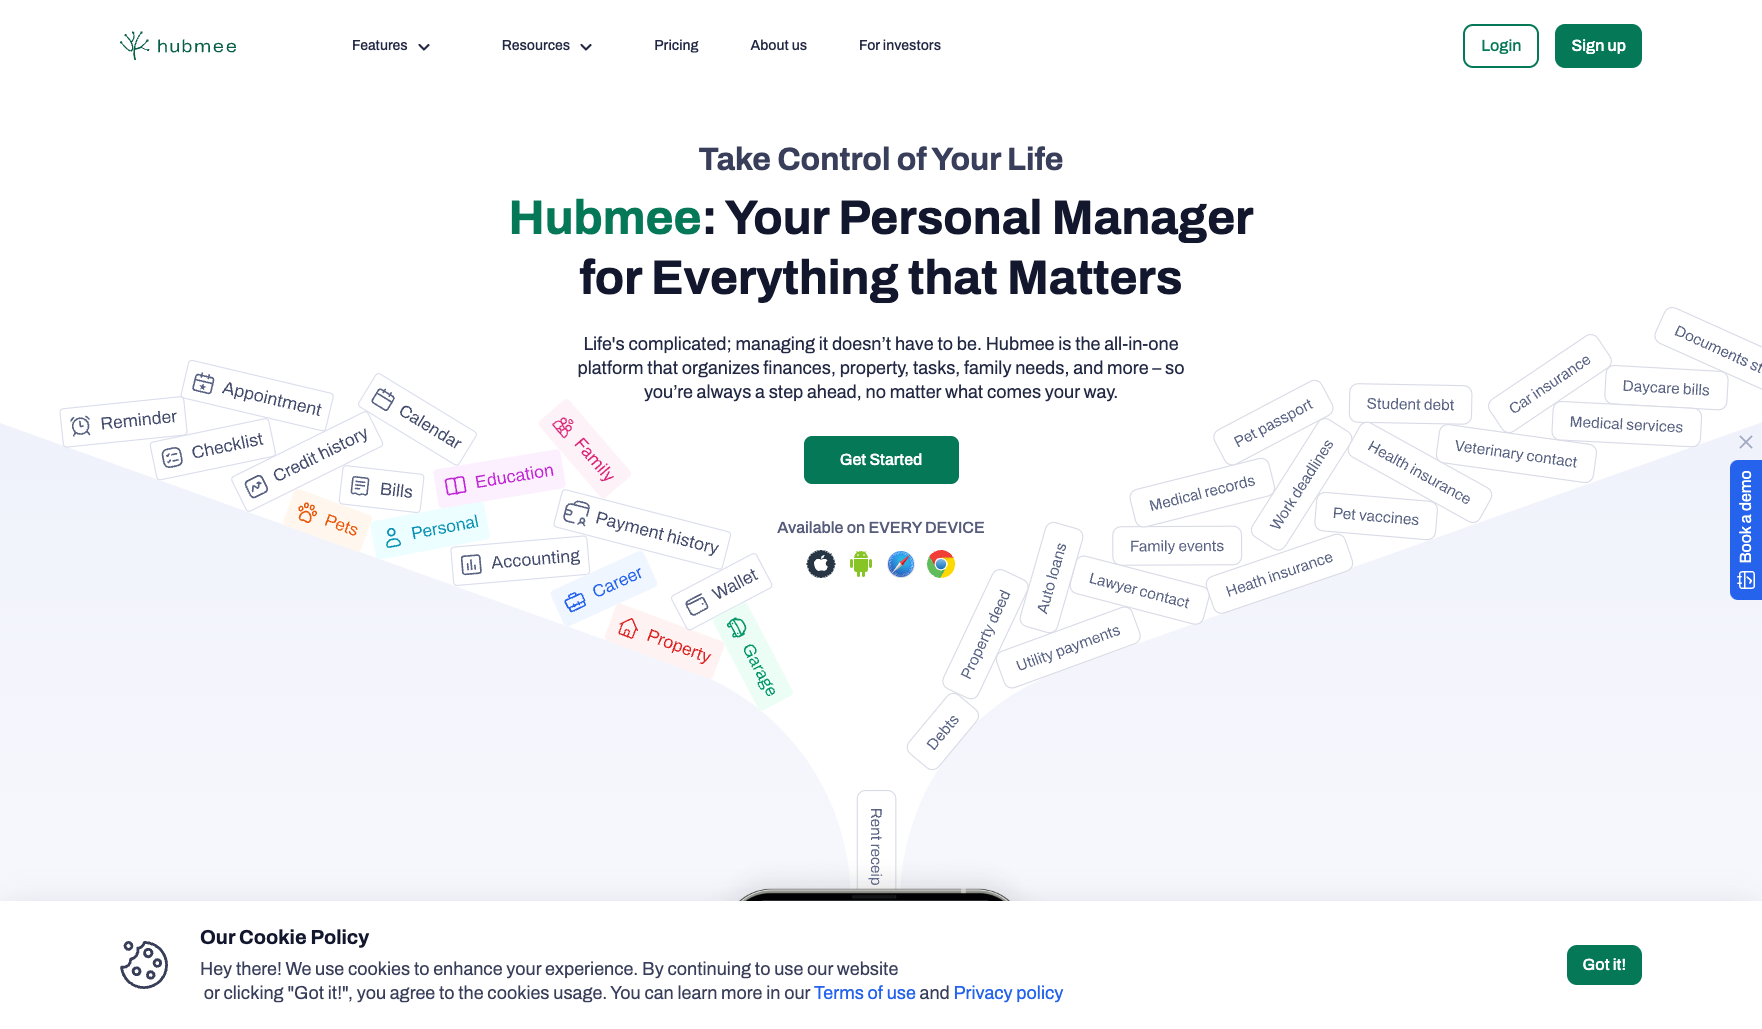 hubmee
Features
Resources
Pricing
About us
For investors
Login
Sign up
Take Control of Your Life
Hubmee: Your Personal Manager
for Everything that Matters
Life's complicated; managing it doesn’t have to be. Hubmee is the all-in-one
platform that organizes finances, property, tasks, family needs, and more – so
you’re always a step ahead, no matter what comes your way.
Get Started
Available on EVERY DEVICE
Reminder
Appointment
Checklist
Credit history
Calendar
Bills
Pets
Personal
Education
Family
Accounting
Payment history
Career
Wallet
Property
Garage
Documents st
Car insurance
Daycare bills
Student debt
Medical services
Pet passport
Veterinary contact
Health insurance
Work deadlines
Medical records
Pet vaccines
Family events
Heath insurance
Auto loans
Lawyer contact
Property deed
Utility payments
Debts
Rent receip
Book a demo
Our Cookie Policy
Hey there! We use cookies to enhance your experience. By continuing to use our website
or clicking "Got it!", you agree to the cookies usage. You can learn more in our Terms of use and Privacy policy
Got it!